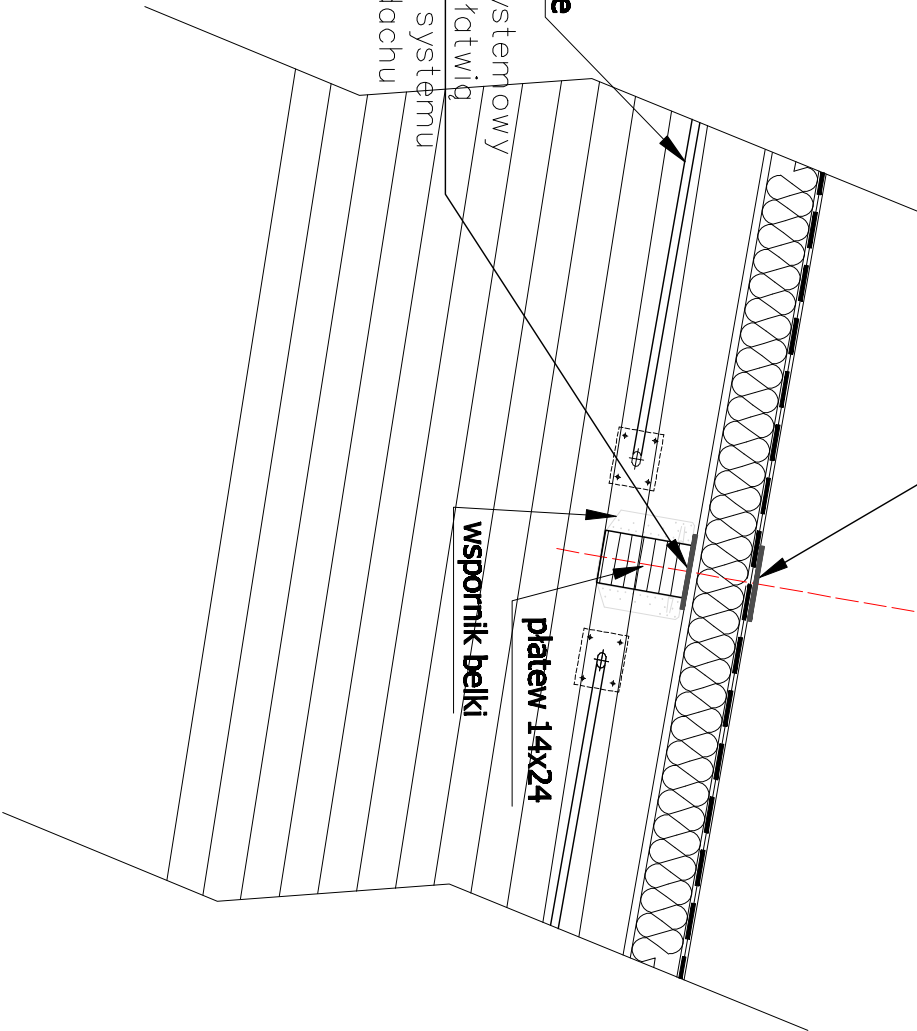 e
ystemowy
łatwią
systemu
dachu
płatew 14x24
wspornik belki